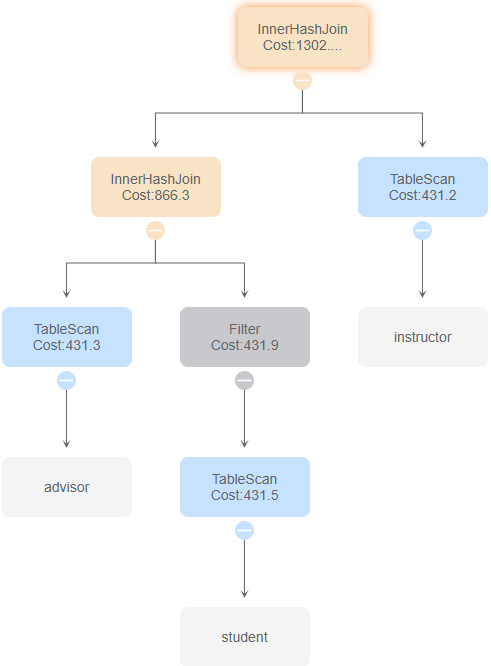 InnerHashJoin
Cost:1302....
InnerHashJoin
Cost:866.3
TableScan
Cost:431.2
TableScan
Cost:431.3
Filter
Cost:431.9
instructor
advisor
TableScan
Cost:431.5
student